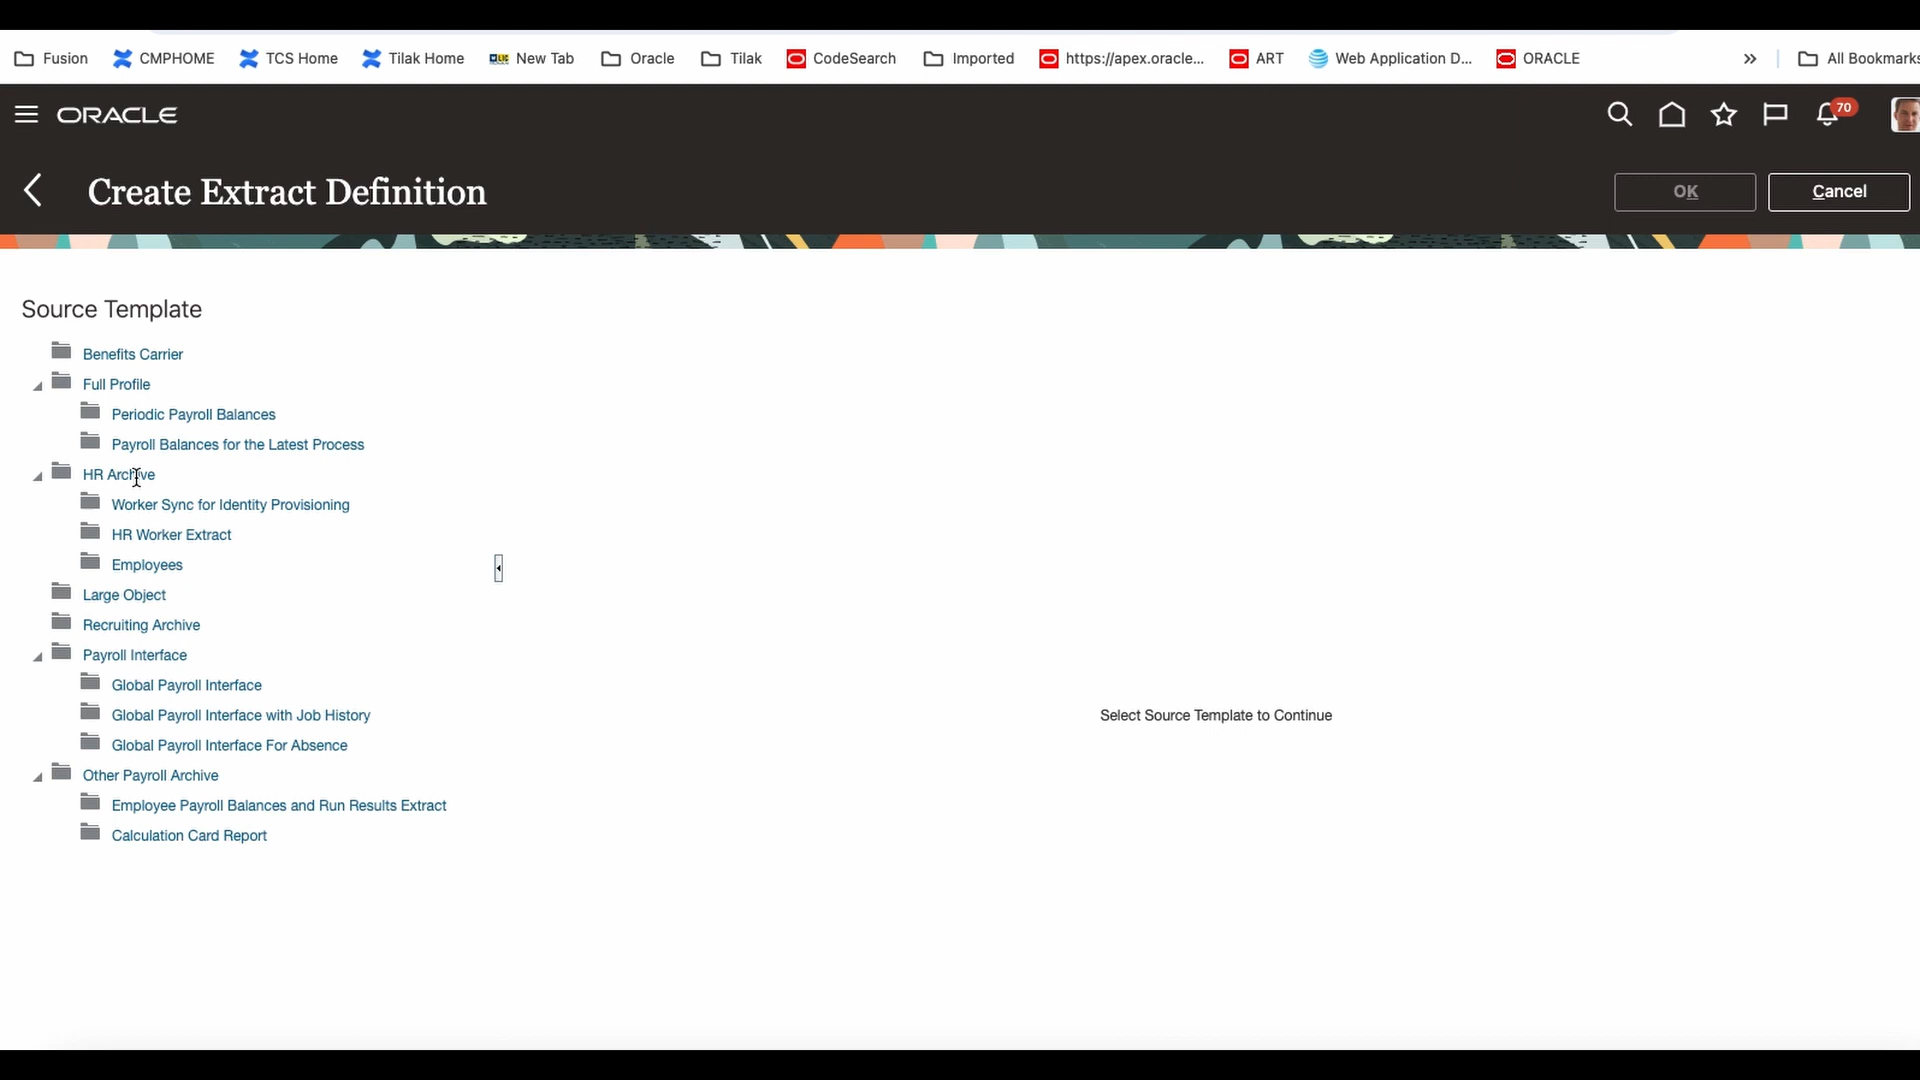 Fusion CMPHOME TCS Home Tilak Home New Tab Oracle Tilak CodeSearch Imported https://apex.oracle... ART Web Application D... ORACLE » All Bookmarks
ORACLE 70
Create Extract Definition OK Cancel
Source Template
Benefits Carrier
Full Profile
Periodic Payroll Balances
Payroll Balances for the Latest Process
HR Archive
Worker Sync for Identity Provisioning
HR Worker Extract
Employees
Large Object
Recruiting Archive
Payroll Interface
Global Payroll Interface
Global Payroll Interface with Job History
Select Source Template to Continue
Global Payroll Interface For Absence
Other Payroll Archive
Employee Payroll Balances and Run Results Extract
Calculation Card Report